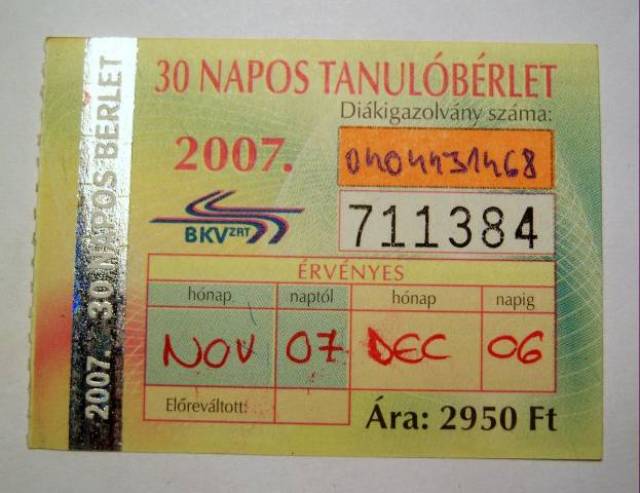 30 NAPOS TANULÓBÉRLET
Diákigazolvány száma:
2007.
0404431468
BKV ZRT
711384
ÉRVÉNYES
hónap naptól hónap napig
NOV 07 DEC 06
Előreváltott:
Ára: 2950 Ft
2007. 30 NAPOS BÉRLET